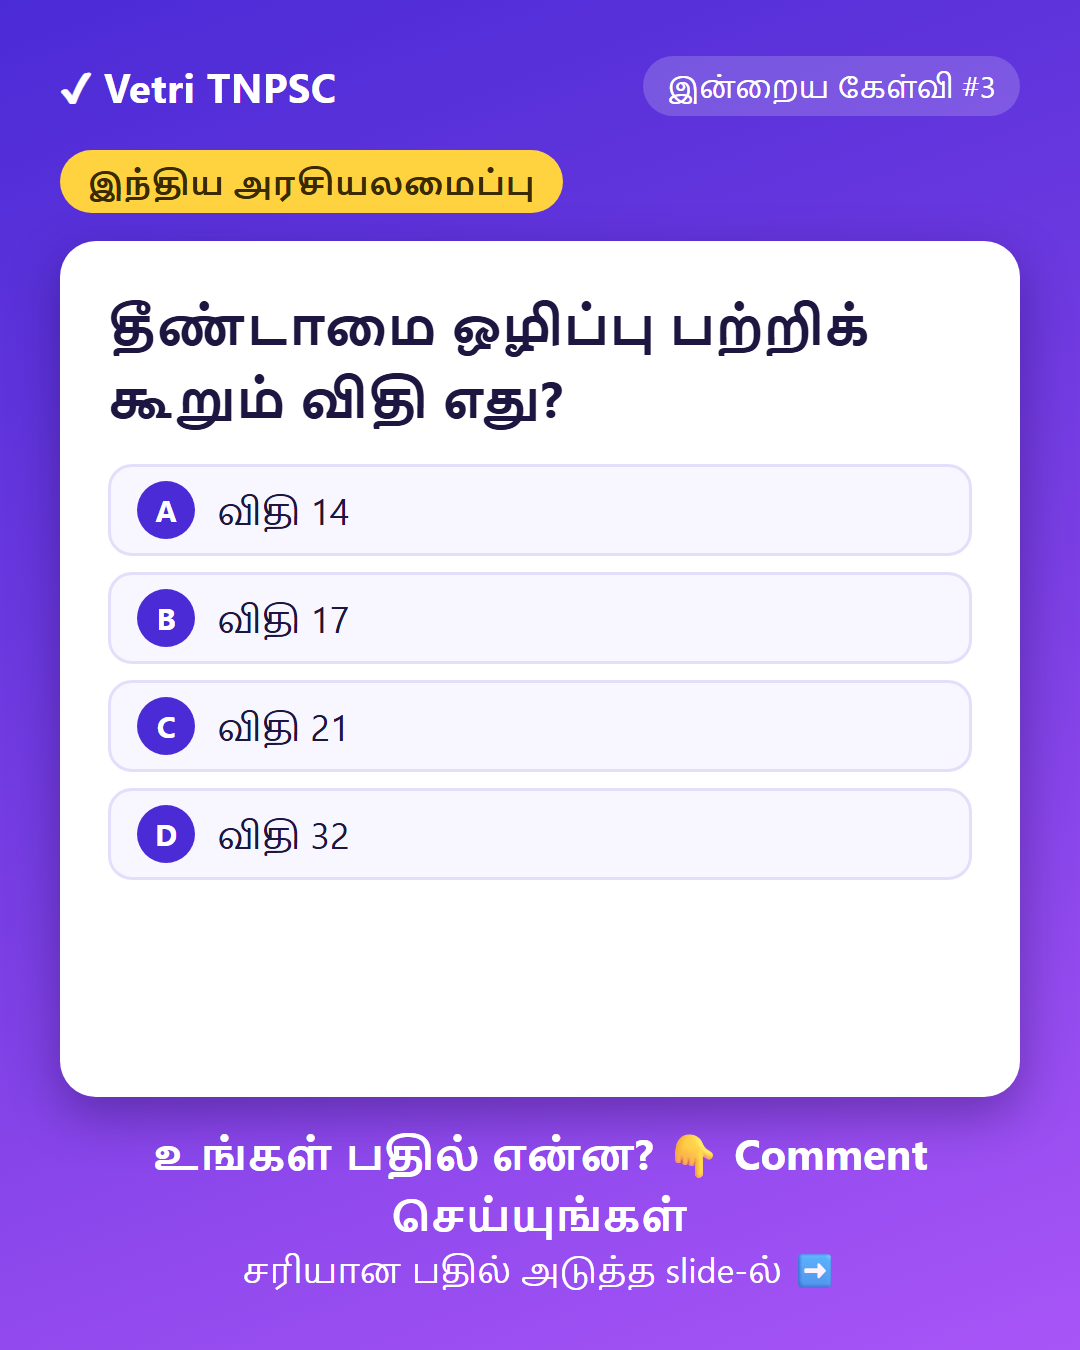 ✔ Vetri TNPSC
இன்றைய கேள்வி #3
இந்திய அரசியலமைப்பு
தீண்டாமை ஒழிப்பு பற்றிக்
கூறும் விதி எது?
A விதி 14
B விதி 17
C விதி 21
D விதி 32
உங்கள் பதில் என்ன? 👇 Comment
செய்யுங்கள்
சரியான பதில் அடுத்த slide-ல் ➡️